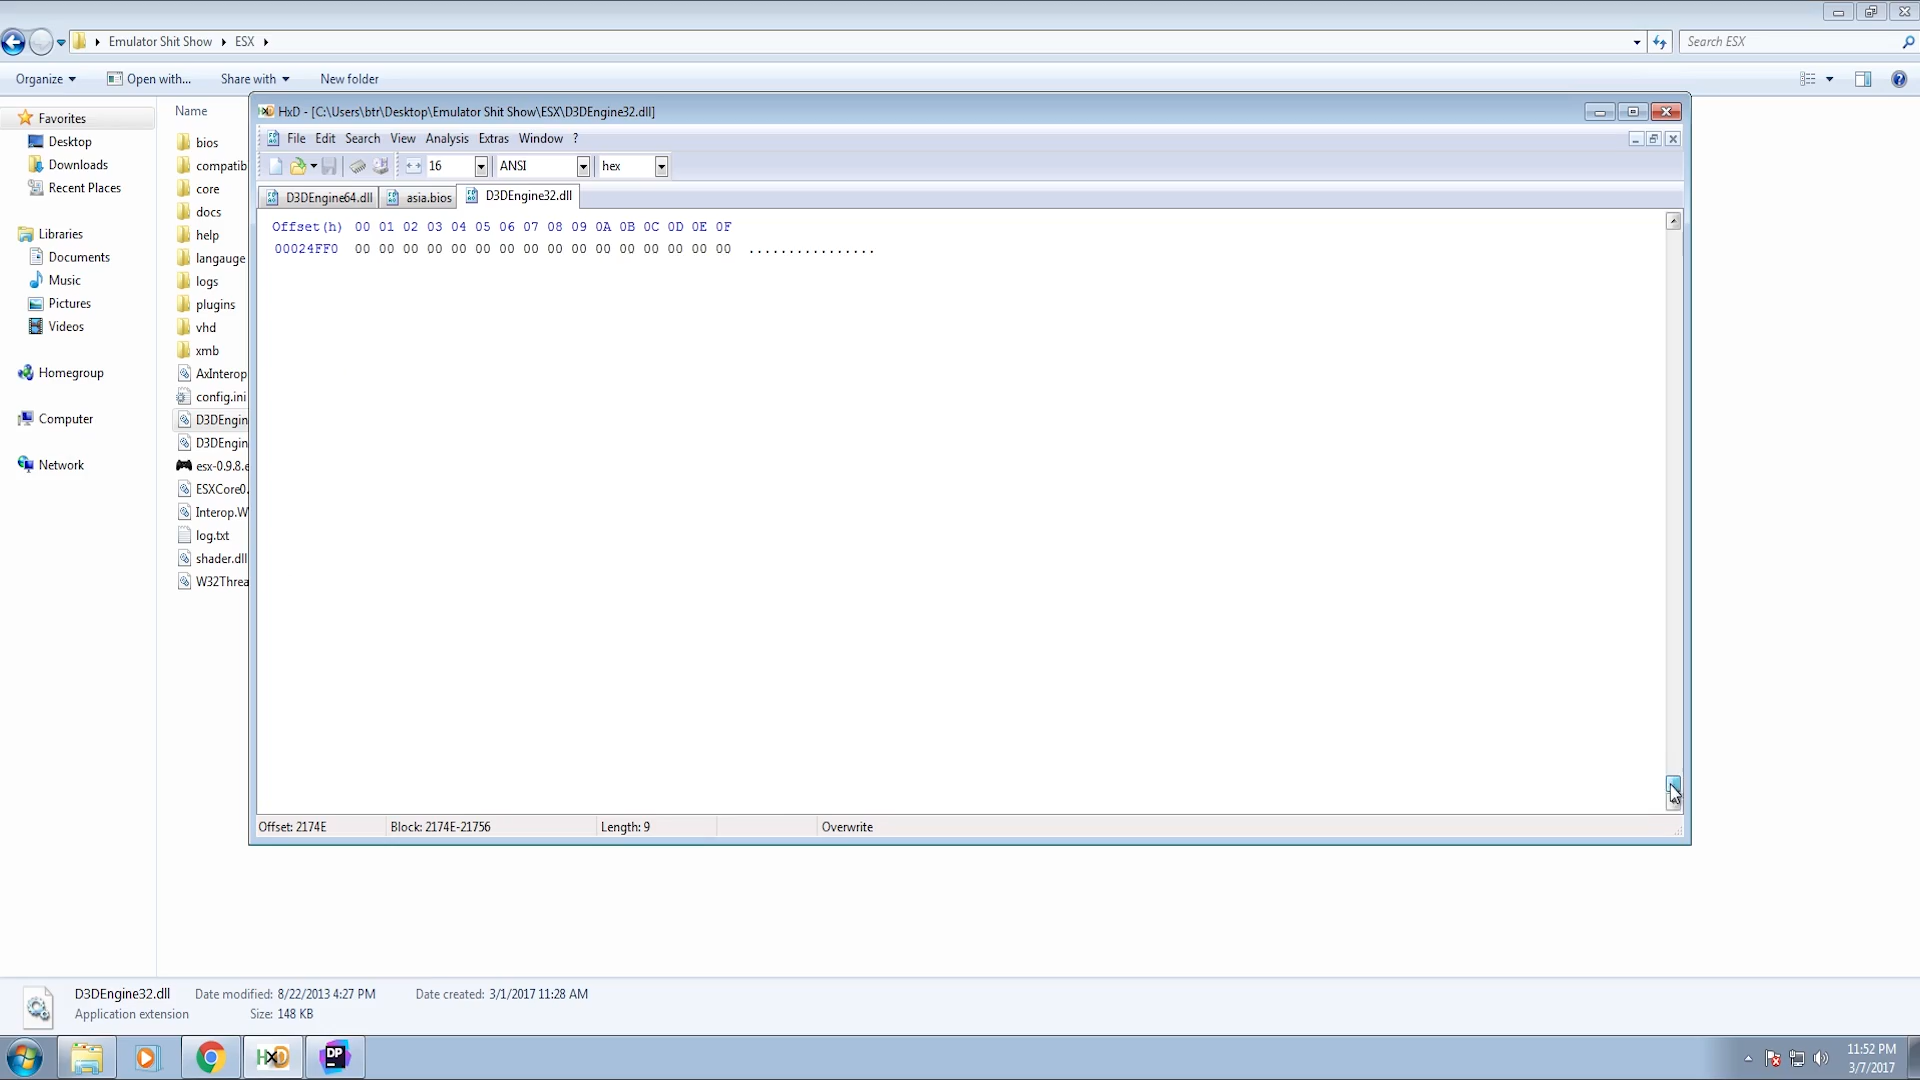 Emulator Shit Show
ESX
Search ESX
Organize
Open with...
Share with
New folder
Favorites
Desktop
Downloads
Recent Places
Libraries
Documents
Music
Pictures
Videos
Homegroup
Computer
Network
Name
bios
compatib
core
docs
help
langauge
logs
plugins
vhd
xmb
AxInterop
config.ini
D3DEngin
D3DEngin
esx-0.9.8.e
ESXCore0.
Interop.W
log.txt
shader.dll
W32Threa
HxD - [C:\Users\btr\Desktop\Emulator Shit Show\ESX\D3DEngine32.dll]
File Edit Search View Analysis Extras Window ?
16 ANSI hex
D3DEngine64.dll asia.bios D3DEngine32.dll
Offset(h) 00 01 02 03 04 05 06 07 08 09 0A 0B 0C 0D 0E 0F
00024FF0 00 00 00 00 00 00 00 00 00 00 00 00 00 00 00 00 ................
Offset: 2174E Block: 2174E-21756 Length: 9 Overwrite
D3DEngine32.dll Date modified: 8/22/2013 4:27 PM Date created: 3/1/2017 11:28 AM
Application extension Size: 148 KB
HXD
DP
11:52 PM
3/7/2017